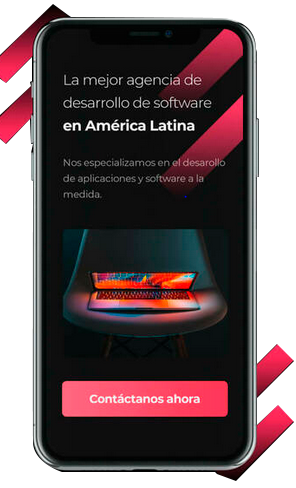 La mejor agencia de
desarrollo de software
en América Latina
Nos especializamos en el desarollo
de aplicaciones y software a la
medida.
Contáctanos ahora